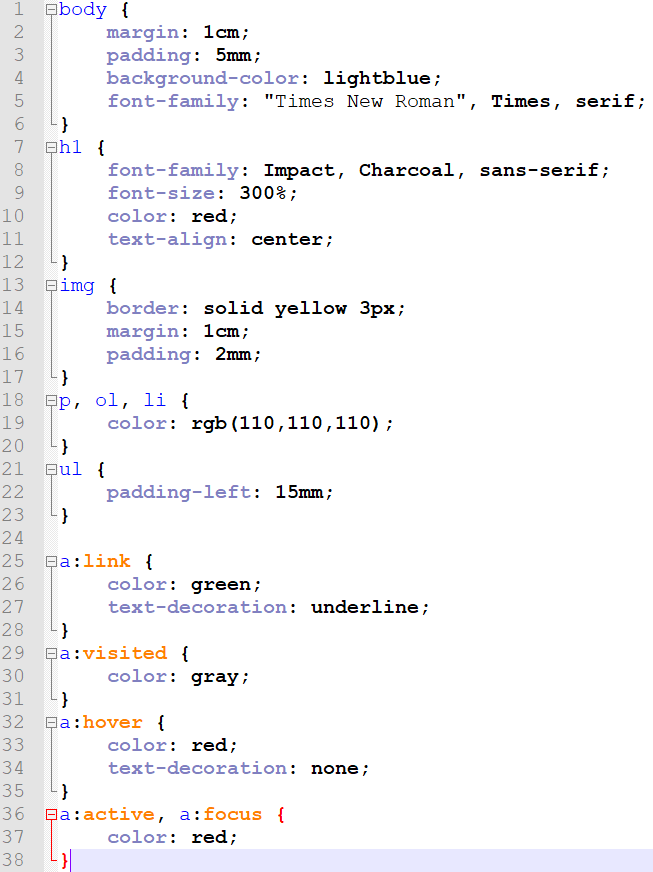 1 body {
2     margin: 1cm;
3     padding: 5mm;
4     background-color: lightblue;
5     font-family: "Times New Roman", Times, serif;
6 }
7 h1 {
8     font-family: Impact, Charcoal, sans-serif;
9     font-size: 300%;
10     color: red;
11     text-align: center;
12 }
13 img {
14     border: solid yellow 3px;
15     margin: 1cm;
16     padding: 2mm;
17 }
18 p, ol, li {
19     color: rgb(110,110,110);
20 }
21 ul {
22     padding-left: 15mm;
23 }
24
25 a:link {
26     color: green;
27     text-decoration: underline;
28 }
29 a:visited {
30     color: gray;
31 }
32 a:hover {
33     color: red;
34     text-decoration: none;
35 }
36 a:active, a:focus {
37     color: red;
38 }